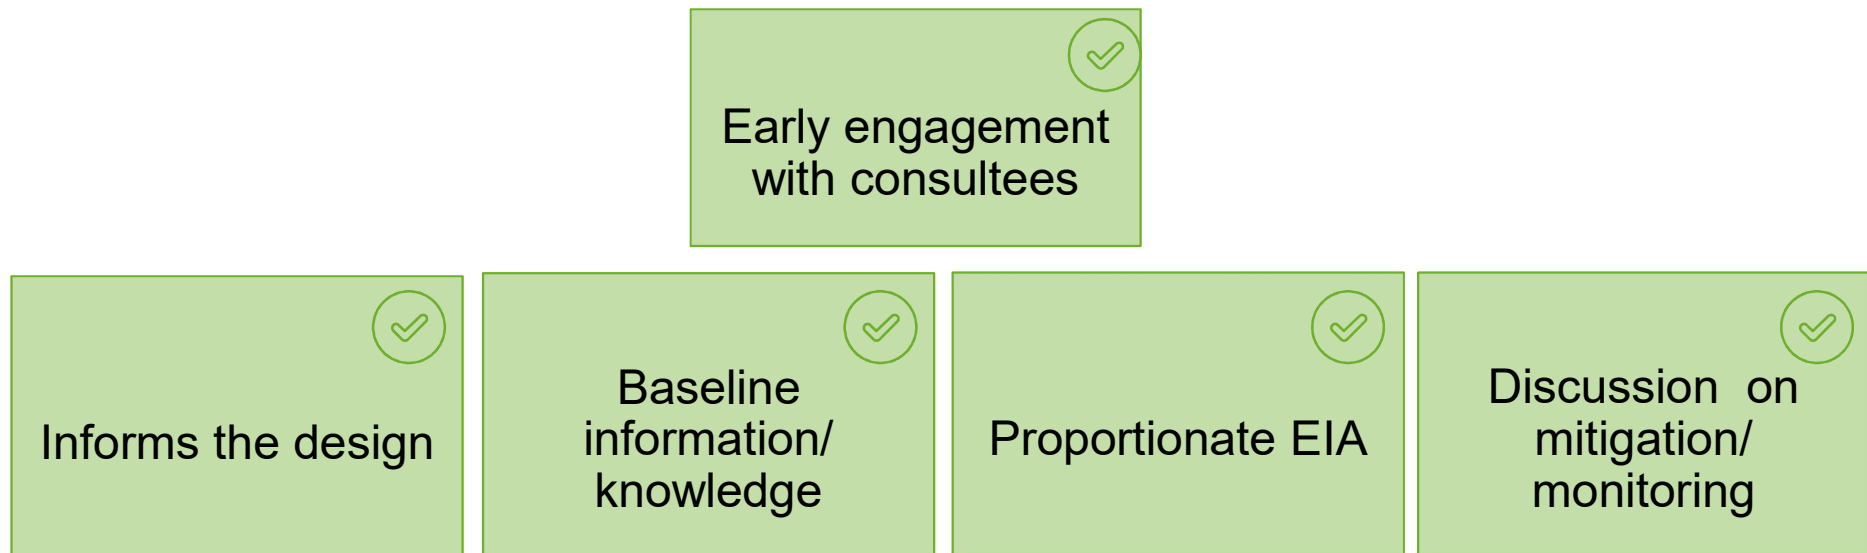 Early engagement
with consultees
Informs the design
Baseline
information/
knowledge
Proportionate EIA
Discussion  on
mitigation/
monitoring